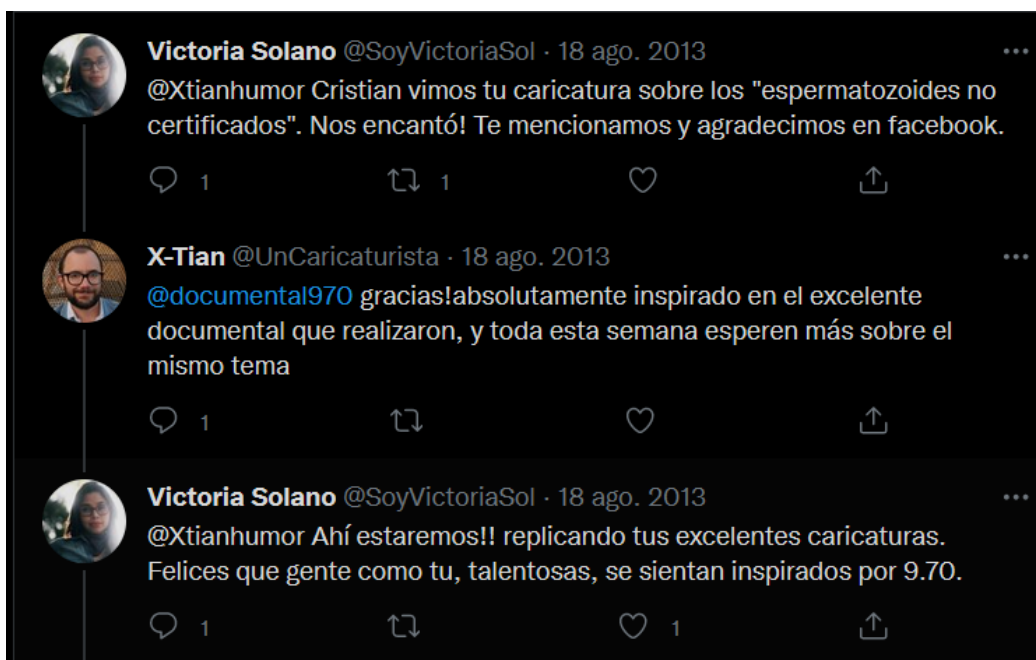 Victoria Solano @SoyVictoriaSol · 18 ago. 2013
@Xtianhumor Cristian vimos tu caricatura sobre los "espermatozoides no
certificados". Nos encantó! Te mencionamos y agradecimos en facebook.
1 1
X-Tian @UnCaricaturista · 18 ago. 2013
@documental970 gracias!absolutamente inspirado en el excelente
documental que realizaron, y toda esta semana esperen más sobre el
mismo tema
1
Victoria Solano @SoyVictoriaSol · 18 ago. 2013
@Xtianhumor Ahí estaremos!! replicando tus excelentes caricaturas.
Felices que gente como tu, talentosas, se sientan inspirados por 9.70.
1 1